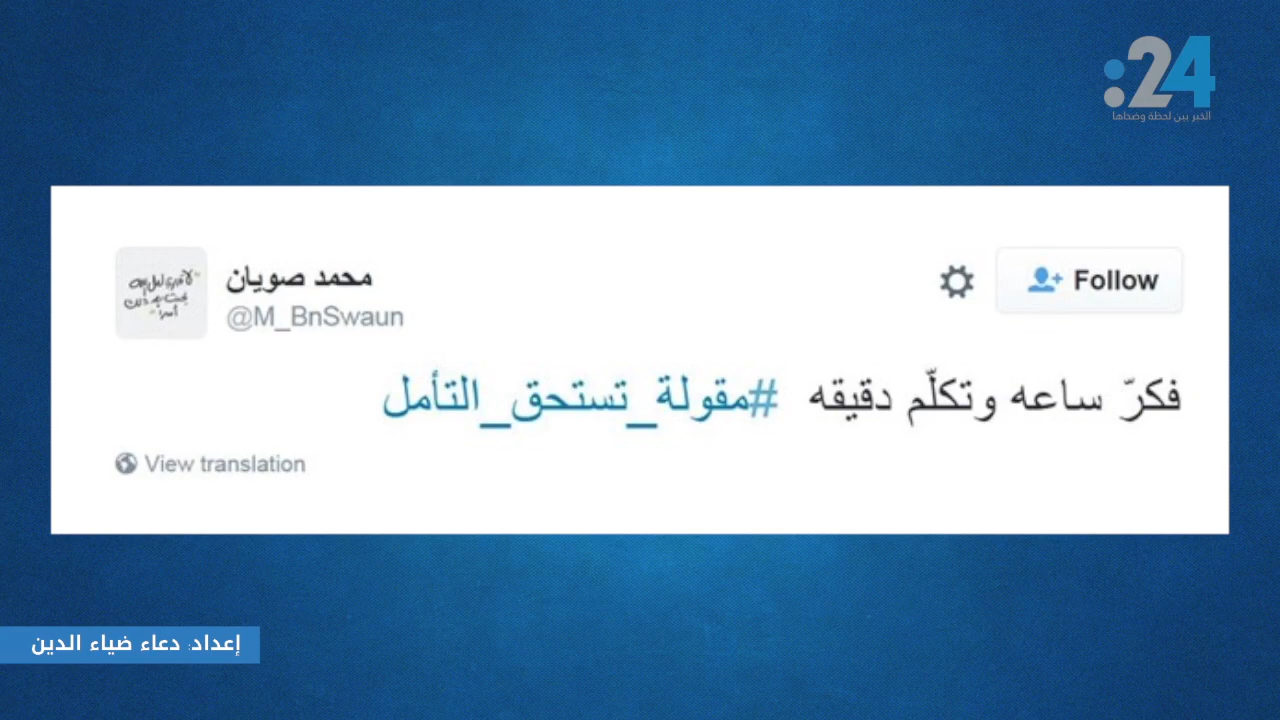 :24
الخبر بين لحظة وصداها
محمد صويان
@M_BnSwaun
Follow
فكرّ ساعه وتكلّم دقيقه #مقولة_تستحق_التأمل
View translation
إعداد: دعاء ضياء الدين